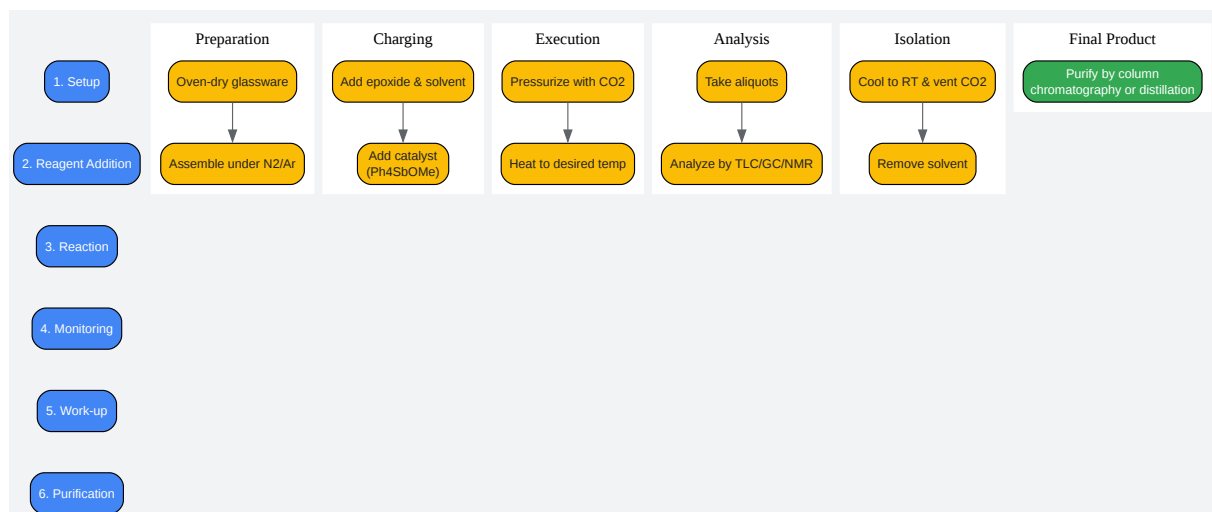 Preparation
Charging
Execution
Analysis
Isolation
Final Product
1. Setup
Oven-dry glassware
Add epoxide & solvent
Pressurize with CO2
Take aliquots
Cool to RT & vent CO2
Purify by column
chromatography or distillation
2. Reagent Addition
Assemble under N2/Ar
Add catalyst
(Ph4SbOMe)
Heat to desired temp
Analyze by TLC/GC/NMR
Remove solvent
3. Reaction
4. Monitoring
5. Work-up
6. Purification